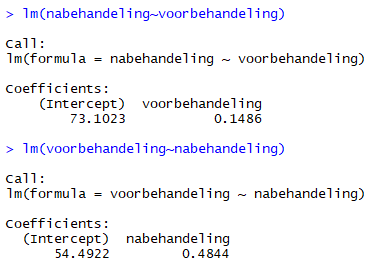 > lm(nabehandeling~voorbehandeling)
Call:
lm(formula = nabehandeling ~ voorbehandeling)
Coefficients:
(Intercept) voorbehandeling
73.1023 0.1486
> lm(voorbehandeling~nabehandeling)
Call:
lm(formula = voorbehandeling ~ nabehandeling)
Coefficients:
(Intercept) nabehandeling
54.4922 0.4844